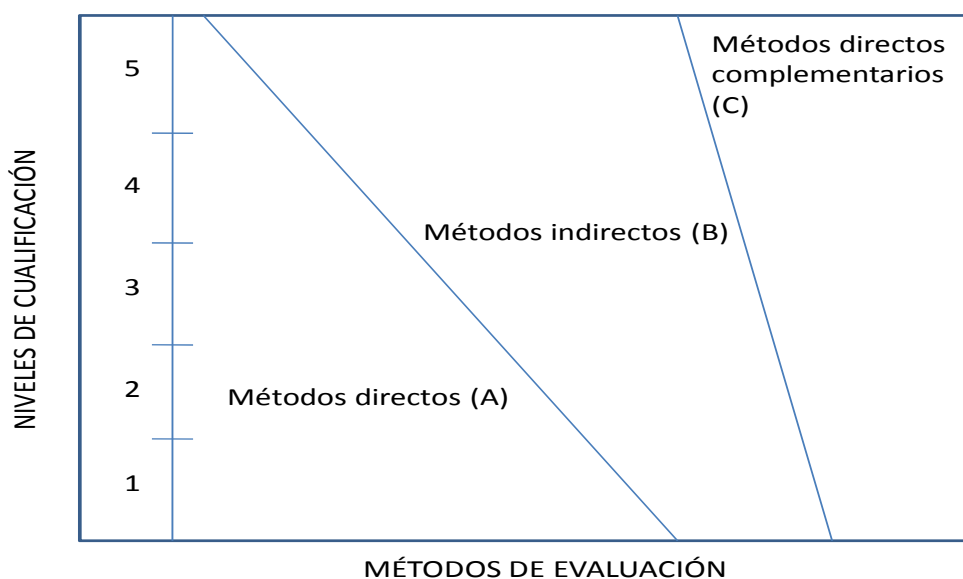 NIVELES DE CUALIFICACIÓN
5
4
3
2
1
Métodos directos
complementarios
(C)
Métodos indirectos (B)
Métodos directos (A)
MÉTODOS DE EVALUACIÓN